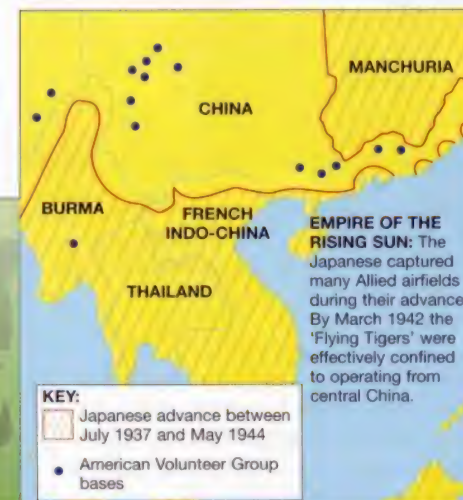 MANCHURIA
CHINA
BURMA
FRENCH
INDO-CHINA
THAILAND
EMPIRE OF THE
RISING SUN: The
Japanese captured
many Allied airfields
during their advance.
By March 1942 the
'Flying Tigers' were
effectively confined
to operating from
central China.
KEY:
Japanese advance between
July 1937 and May 1944
American Volunteer Group
bases